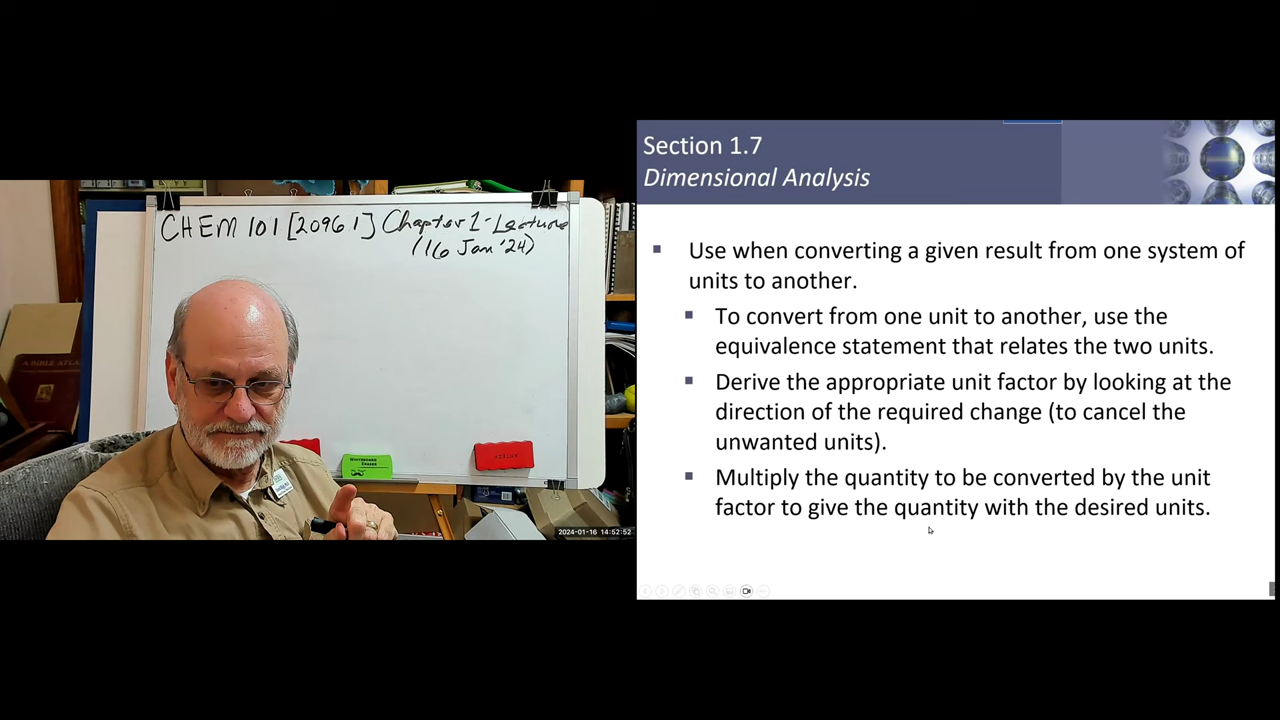 CHEM 101 [20961] Chapter 1 - Lecture
(16 Jan '24)
A BIBLE ATLAS
WHITEBOARD
ERASER
2024-01-16 14:52:52
Section 1.7
Dimensional Analysis
Use when converting a given result from one system of
units to another.
To convert from one unit to another, use the
equivalence statement that relates the two units.
Derive the appropriate unit factor by looking at the
direction of the required change (to cancel the
unwanted units).
Multiply the quantity to be converted by the unit
factor to give the quantity with the desired units.